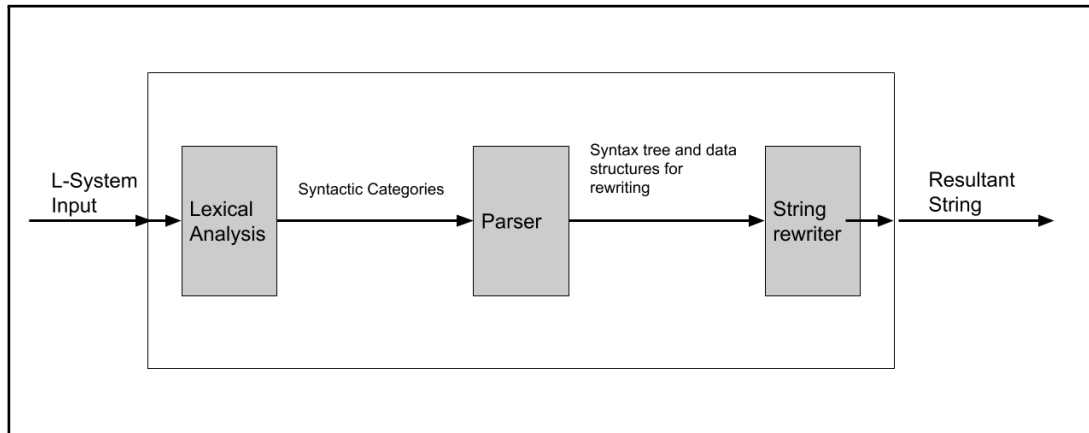 L-System
Input
Lexical
Analysis
Syntactic Categories
Parser
Syntax tree and data
structures for
rewriting
String
rewriter
Resultant
String